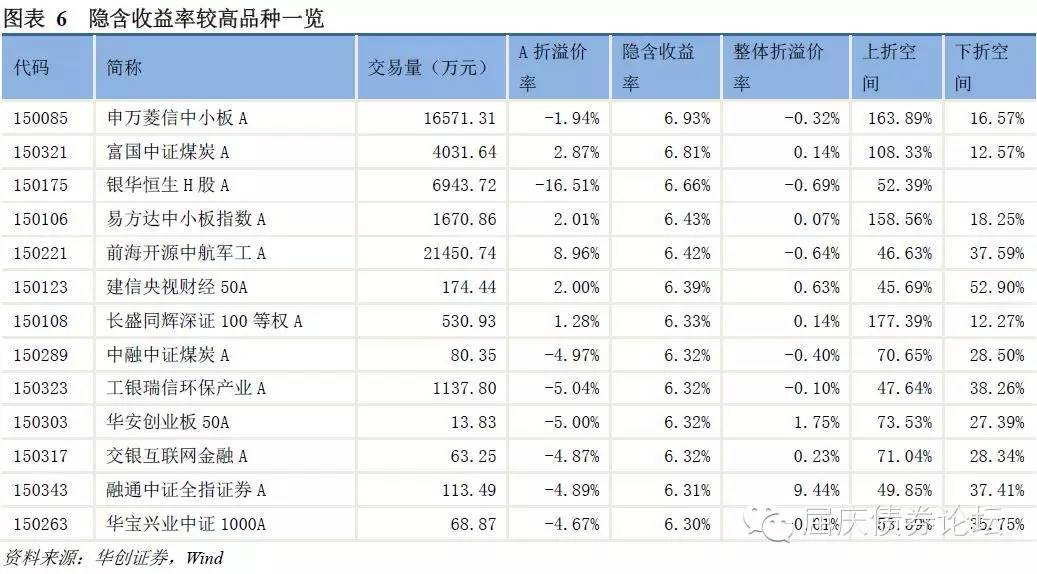 图表 6 隐含收益率较高品种一览
代码 简称 交易量（万元） A 折溢价率 隐含收益率 整体折溢价率 上折空间 下折空间
150085 申万菱信中小板 A 16571.31 -1.94% 6.93% -0.32% 163.89% 16.57%
150321 富国中证煤炭 A 4031.64 2.87% 6.81% 0.14% 108.33% 12.57%
150175 银华恒生 H 股 A 6943.72 -16.51% 6.66% -0.69% 52.39%
150106 易方达中小板指数 A 1670.86 2.01% 6.43% 0.07% 158.56% 18.25%
150221 前海开源中航军工 A 21450.74 8.96% 6.42% -0.64% 46.63% 37.59%
150123 建信央视财经 50A 174.44 2.00% 6.39% 0.63% 45.69% 52.90%
150108 长盛同辉深证 100 等权 A 530.93 1.28% 6.33% 0.14% 177.39% 12.27%
150289 中融中证煤炭 A 80.35 -4.97% 6.32% -0.40% 70.65% 28.50%
150323 工银瑞信环保产业 A 1137.80 -5.04% 6.32% -0.10% 47.64% 38.26%
150303 华安创业板 50A 13.83 -5.00% 6.32% 1.75% 73.53% 27.39%
150317 交银互联网金融 A 63.25 -4.87% 6.32% 0.23% 71.04% 28.34%
150343 融通中证全指证券 A 113.49 -4.89% 6.31% 9.44% 49.85% 37.41%
150263 华宝兴业中证 1000A 68.87 -4.67% 6.30% -0.01% 53.89% 35.75%
屈庆债券论坛
资料来源：华创证券，Wind